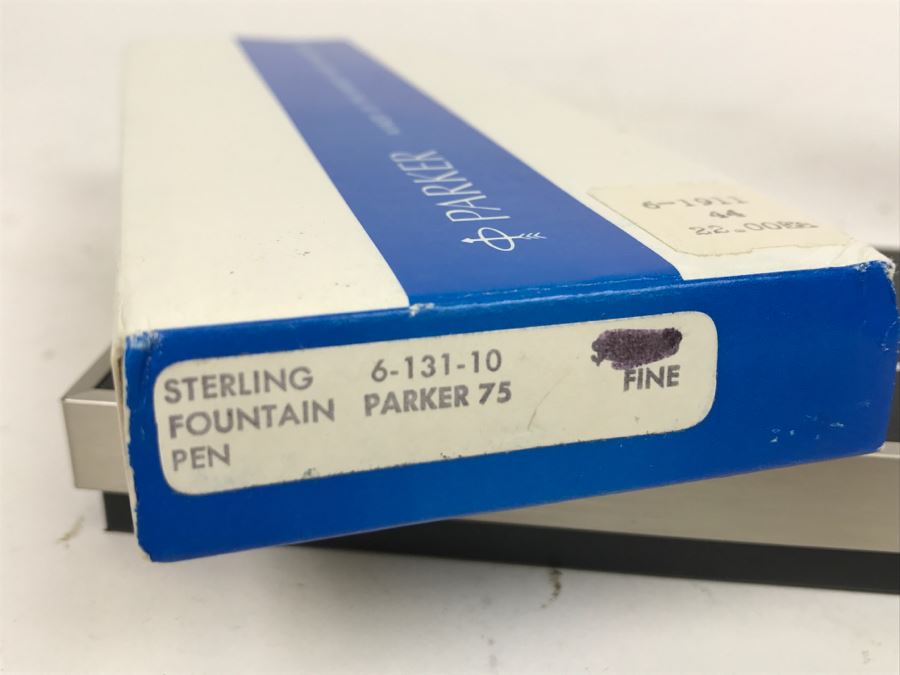 PARKER
6-1911
44
22.00
STERLING 6-131-10
FOUNTAIN PARKER 75 FINE
PEN